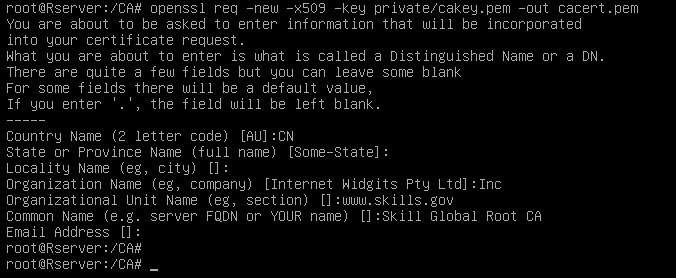 root@Rserver:/CA# openssl req -new -x509 -key private/cakey.pem -out cacert.pem
You are about to be asked to enter information that will be incorporated
into your certificate request.
What you are about to enter is what is called a Distinguished Name or a DN.
There are quite a few fields but you can leave some blank
For some fields there will be a default value,
If you enter '.', the field will be left blank.
-----
Country Name (2 letter code) [AU]:CN
State or Province Name (full name) [Some-State]:
Locality Name (eg, city) []:
Organization Name (eg, company) [Internet Widgits Pty Ltd]:Inc
Organizational Unit Name (eg, section) []:www.skills.gov
Common Name (e.g. server FQDN or YOUR name) []:Skill Global Root CA
Email Address []:
root@Rserver:/CA#
root@Rserver:/CA# _